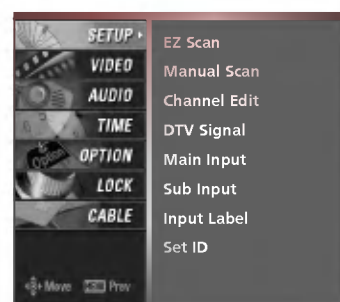 SETUP
VIDEO
AUDIO
TIME
OPTION
LOCK
CABLE
Move Prev
EZ Scan
Manual Scan
Channel Edit
DTV Signal
Main Input
Sub Input
Input Label
Set ID